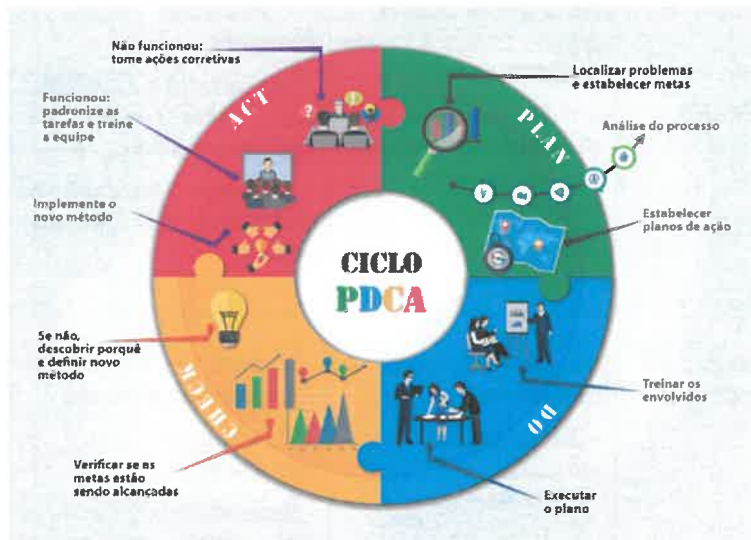 Não funcionou:
tome ações corretivas
Localizar problemas
e estabelecer metas
ACT
PLAN
Funcionou:
padronize as
tarefas e treine
a equipe
Análise do processo
Implemente o
novo método
Estabelecer
planos de ação
CICLO
PDCA
Se não,
descobrir porquê
e definir novo
método
Treinar os
envolvidos
CHECK
DO
Verificar se as
metas estão
sendo alcançadas
Executar
o plano